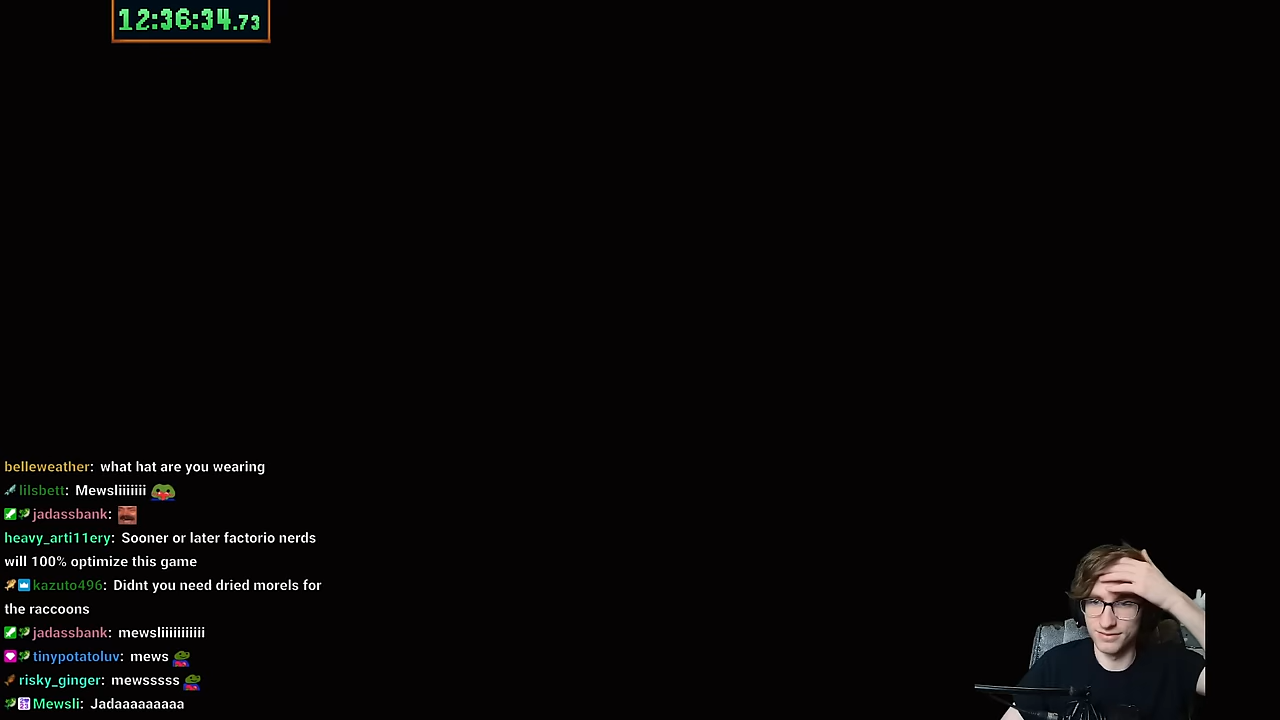 12:36:34.73
belleweather: what hat are you wearing
lilsbett: Mewsliiiiiii
jadassbank:
heavy_arti11ery: Sooner or later factorio nerds
will 100% optimize this game
kazuto496: Didnt you need dried morels for
the raccoons
jadassbank: mewsliiiiiiiiiii
tinypotatoluv: mews
risky_ginger: mewsssss
Mewsli: Jadaaaaaaaaa